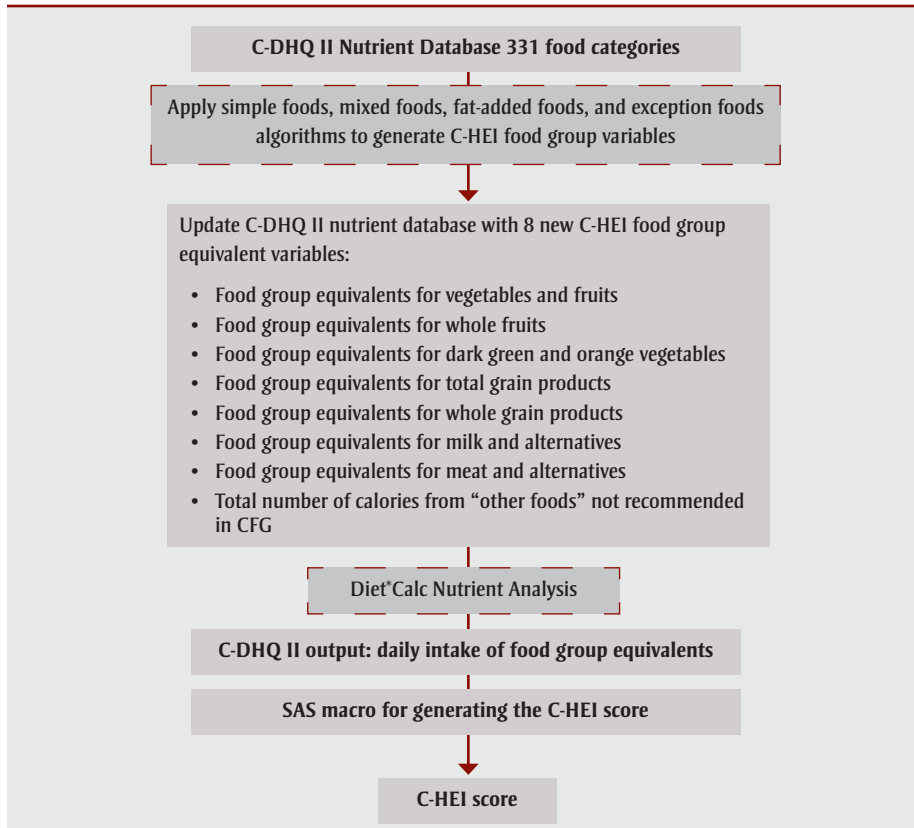 C-DHQ II Nutrient Database 331 food categories
Apply simple foods, mixed foods, fat-added foods, and exception foods
algorithms to generate C-HEI food group variables
Update C-DHQ II nutrient database with 8 new C-HEI food group
equivalent variables:
• Food group equivalents for vegetables and fruits
• Food group equivalents for whole fruits
• Food group equivalents for dark green and orange vegetables
• Food group equivalents for total grain products
• Food group equivalents for whole grain products
• Food group equivalents for milk and alternatives
• Food group equivalents for meat and alternatives
• Total number of calories from “other foods” not recommended
in CFG
Diet*Calc Nutrient Analysis
C-DHQ II output: daily intake of food group equivalents
SAS macro for generating the C-HEI score
C-HEI score